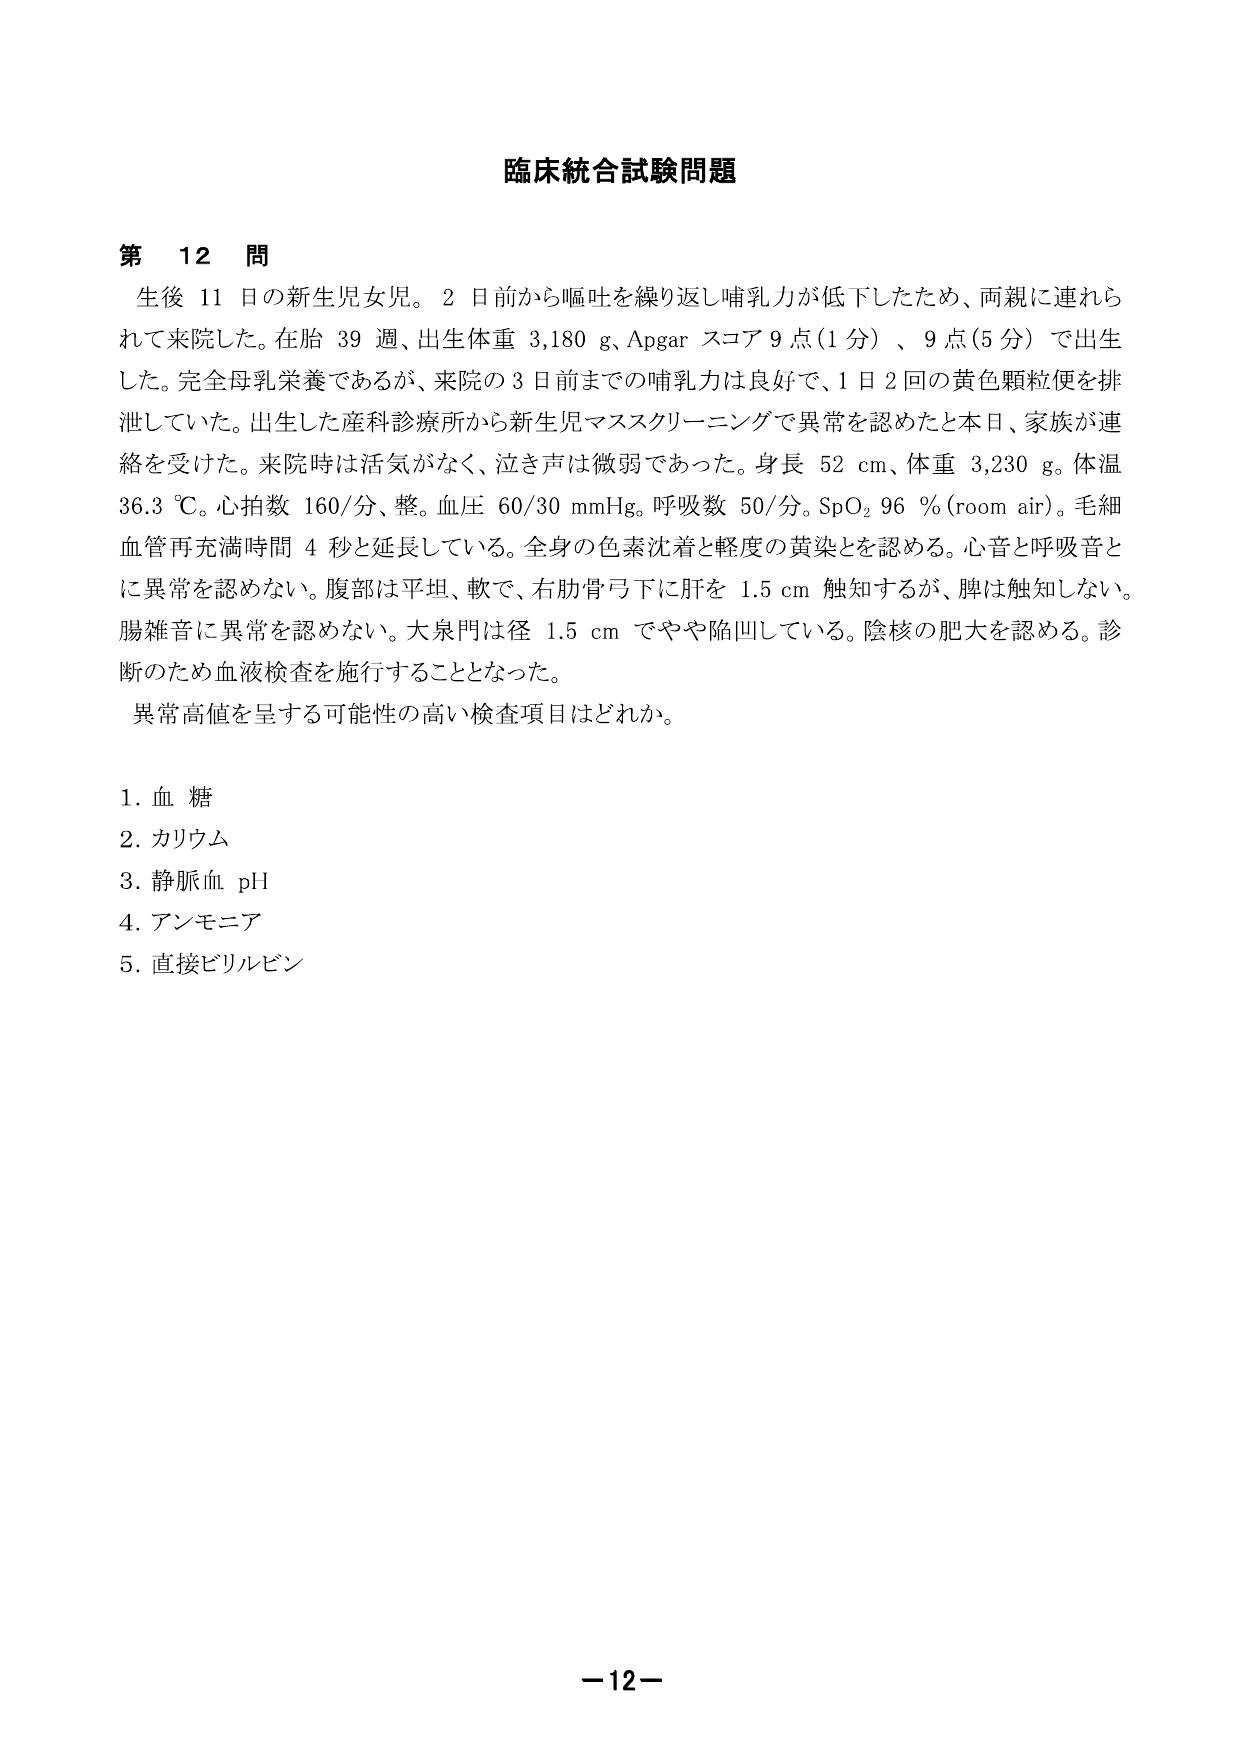 臨床統合試験問題
第 12 問
生後 11 日の新生児女児。 2 日前から嘔吐を繰り返し哺乳力が低下したため、両親に連れら
れて来院した。在胎 39 週、出生体重 3,180 g、Apgar スコア 9 点（1 分） 、 9 点（5 分） で出生
した。完全母乳栄養であるが、来院の 3 日前までの哺乳力は良好で、1 日 2 回の黄色顆粒便を排
泄していた。出生した産科診療所から新生児マススクリーニングで異常を認めたと本日、家族が連
絡を受けた。来院時は活気がなく、泣き声は微弱であった。身長 52 cm、体重 3,230 g。体温
36.3 ℃。心拍数 160/分、整。血圧 60/30 mmHg。呼吸数 50/分。SpO₂ 96 %（room air）。毛細
血管再充満時間 4 秒と延長している。全身の色素沈着と軽度の黄染とを認める。心音と呼吸音と
に異常を認めない。腹部は平坦、軟で、右肋骨弓下に肝を 1.5 cm 触知するが、脾は触知しない。
腸雑音に異常を認めない。大泉門は径 1.5 cm でやや陥凹している。陰核の肥大を認める。診
断のため血液検査を施行することとなった。
異常高値を呈する可能性の高い検査項目はどれか。
1. 血 糖
2. カリウム
3. 静脈血 pH
4. アンモニア
5. 直接ビリルビン
－12－